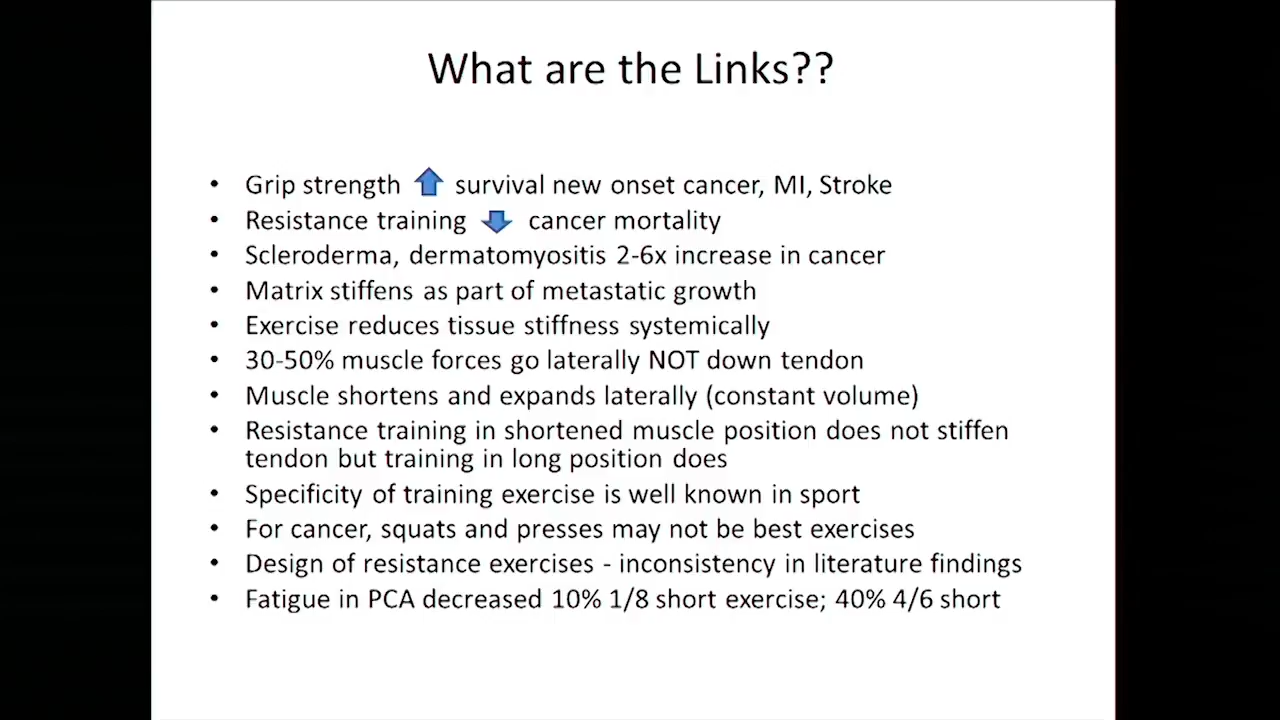 What are the Links??
• Grip strength ⬆ survival new onset cancer, MI, Stroke
• Resistance training ⬇ cancer mortality
• Scleroderma, dermatomyositis 2-6x increase in cancer
• Matrix stiffens as part of metastatic growth
• Exercise reduces tissue stiffness systemically
• 30-50% muscle forces go laterally NOT down tendon
• Muscle shortens and expands laterally (constant volume)
• Resistance training in shortened muscle position does not stiffen
tendon but training in long position does
• Specificity of training exercise is well known in sport
• For cancer, squats and presses may not be best exercises
• Design of resistance exercises - inconsistency in literature findings
• Fatigue in PCA decreased 10% 1/8 short exercise; 40% 4/6 short